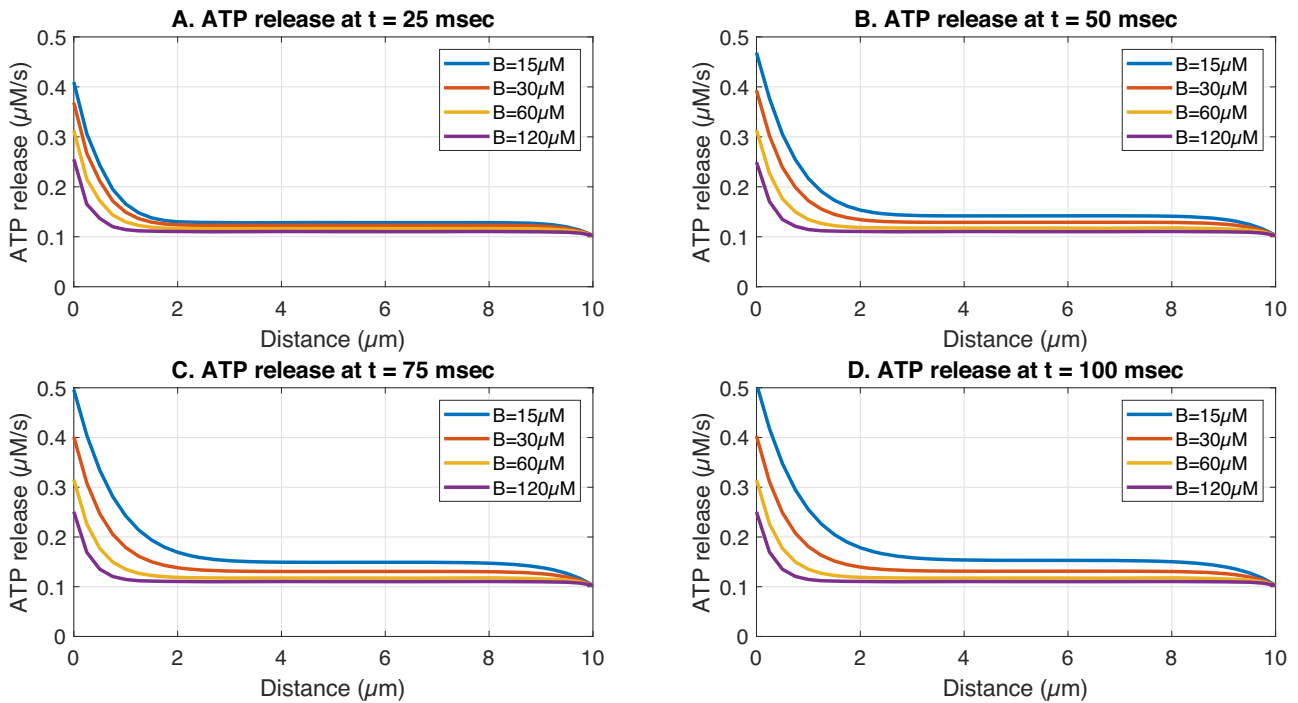 A. ATP release at t = 25 msec
ATP release (µM/s)
0.5
0.4
0.3
0.2
0.1
0
B=15µM
B=30µM
B=60µM
B=120µM
0 2 4 6 8 10
Distance (µm)
B. ATP release at t = 50 msec
ATP release (µM/s)
0.5
0.4
0.3
0.2
0.1
0
B=15µM
B=30µM
B=60µM
B=120µM
0 2 4 6 8 10
Distance (µm)
C. ATP release at t = 75 msec
ATP release (µM/s)
0.5
0.4
0.3
0.2
0.1
0
B=15µM
B=30µM
B=60µM
B=120µM
0 2 4 6 8 10
Distance (µm)
D. ATP release at t = 100 msec
ATP release (µM/s)
0.5
0.4
0.3
0.2
0.1
0
B=15µM
B=30µM
B=60µM
B=120µM
0 2 4 6 8 10
Distance (µm)